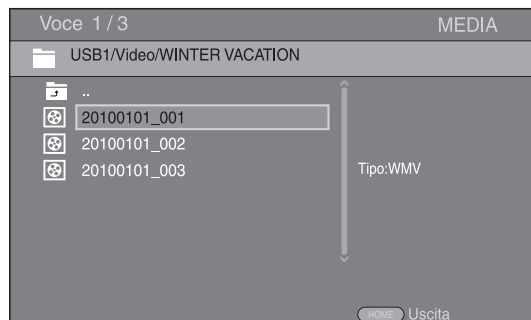 Voce 1 / 3 MEDIA
USB1/Video/WINTER VACATION
..
20100101_001
20100101_002
20100101_003
Tipo:WMV
HOME Uscita